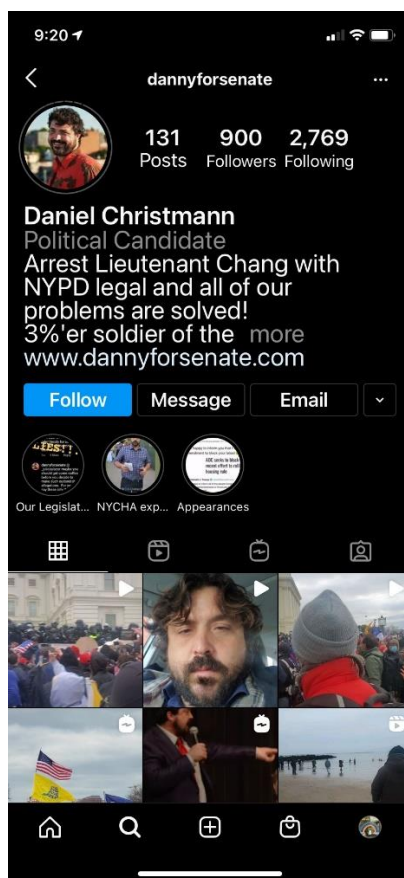 9:20
dannyforsenate
131 900 2,769
Posts Followers Following
Daniel Christmann
Political Candidate
Arrest Lieutenant Chang with
NYPD legal and all of our
problems are solved!
3%'er soldier of the more
www.dannyforsenate.com
Follow Message Email
LIES!!
Our Legislat... NYCHA exp... Appearances